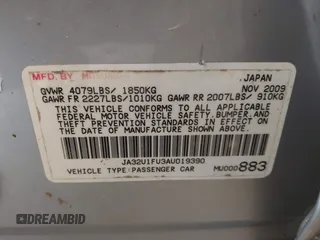 MFD. BY
JAPAN
GVWR 4079LBS/ 1850KG
NOV 2009
GAWR FR 2227LBS/1010KG GAWR RR 2007LBS/ 910KG
THIS VEHICLE CONFORMS TO ALL APPLICABLE
FEDERAL MOTOR VEHICLE SAFETY, BUMPER AND
THEFT PREVENTION STANDARDS IN EFFECT ON
THE DATE OF MANUFACTURE SHOWN ABOVE.
JA32U1FU3AU019390
VEHICLE TYPE:PASSENGER CAR
MU000883
DREAMBID